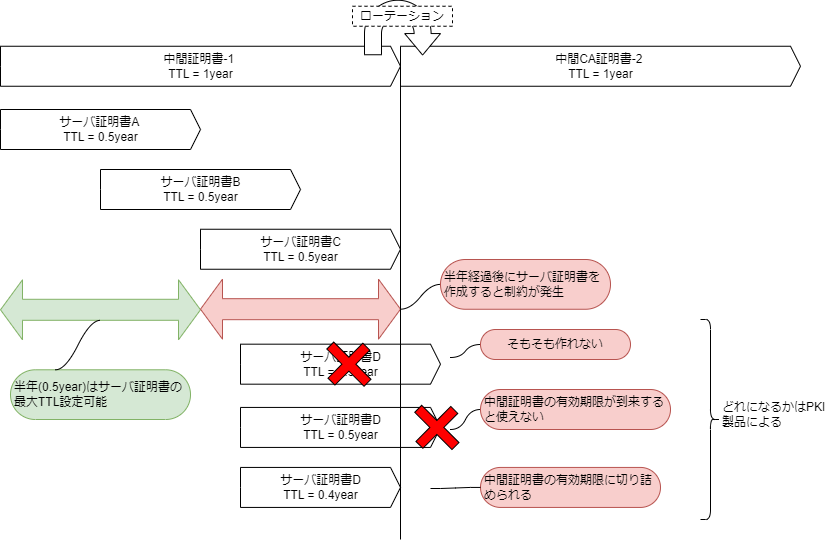 ローテーション
中間証明書-1
TTL = 1year
中間CA証明書-2
TTL = 1year
サーバ証明書A
TTL = 0.5year
サーバ証明書B
TTL = 0.5year
サーバ証明書C
TTL = 0.5year
半年経過後にサーバ証明書を
作成すると制約が発生
半年(0.5year)はサーバ証明書の
最大TTL設定可能
サーバ証明書D
TTL
year
そもそも作れない
サーバ証明書D
TTL = 0.5year
中間証明書の有効期限が到来する
と使えない
サーバ証明書D
TTL = 0.4year
中間証明書の有効期限に切り詰
められる
どれになるかはPKI
製品による